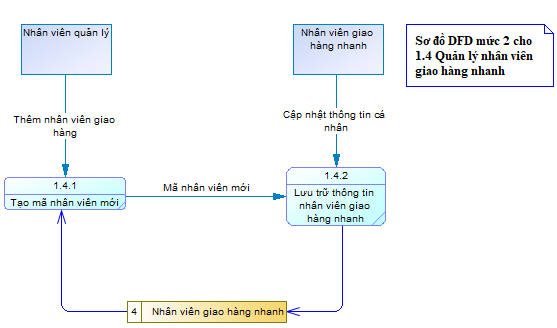 Nhân viên quản lý
Nhân viên giao
hàng nhanh
Sơ đồ DFD mức 2 cho
1.4 Quản lý nhân viên
giao hàng nhanh
Thêm nhân viên giao
hàng
Cập nhật thông tin cá
nhân
1.4.1
Tạo mã nhân viên mới
Mã nhân viên mới
1.4.2
Lưu trữ thông tin
nhân viên giao
hàng nhanh
4 Nhân viên giao hàng nhanh